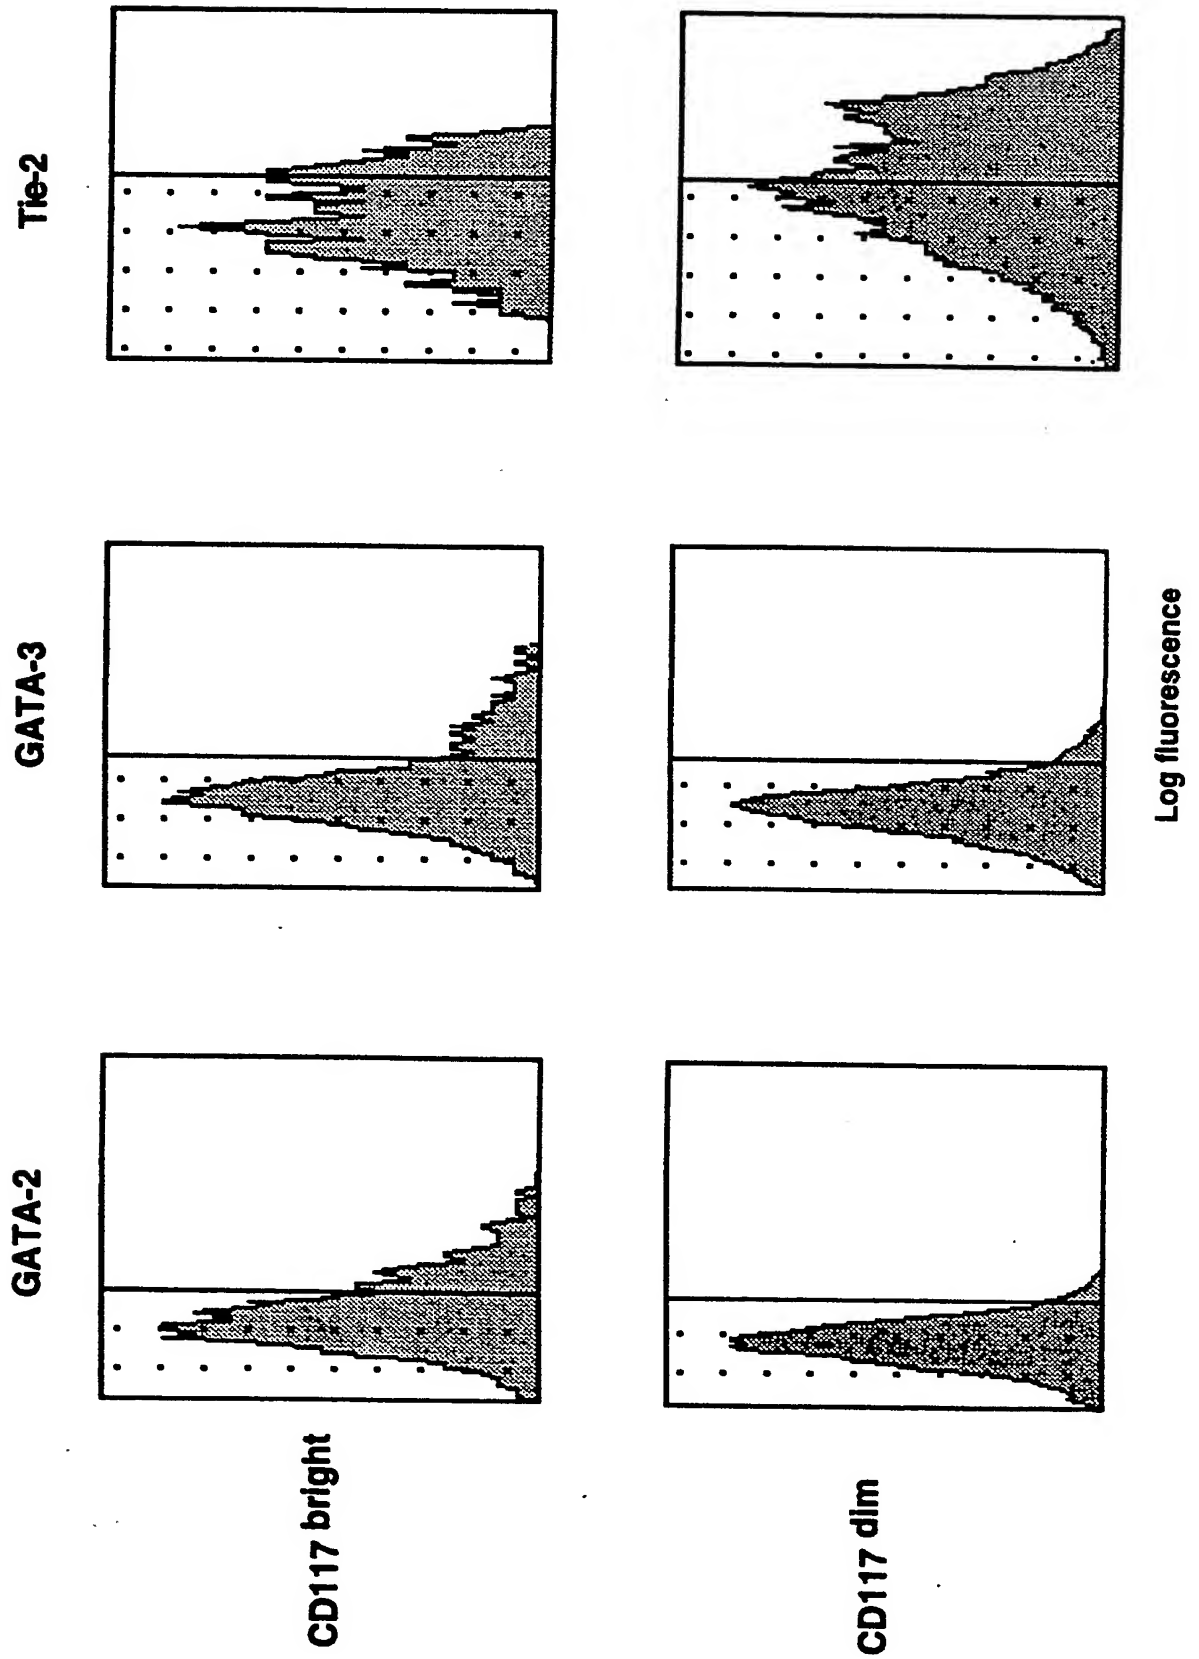 GATA-2
GATA-3
Tie-2
CD117 bright
CD117 dim
Log fluorescence